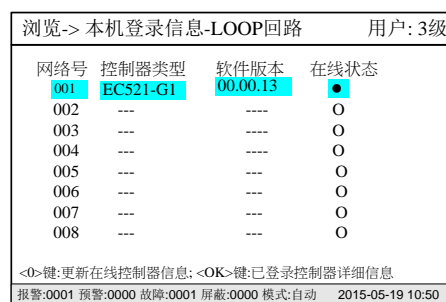 浏览-> 本机登录信息-LOOP回路 用户: 3级
网络号 控制器类型 软件版本 在线状态
001 EC521-G1 00.00.13 ●
002 --- ---- O
003 --- ---- O
004 --- ---- O
005 --- --- O
006 --- --- O
007 --- --- O
008 --- --- O
<0>键:更新在线控制器信息; <OK>键:已登录控制器详细信息
报警:0001 预警:0000 故障:0001 屏蔽:0000 模式:自动 2015-05-19 10:50